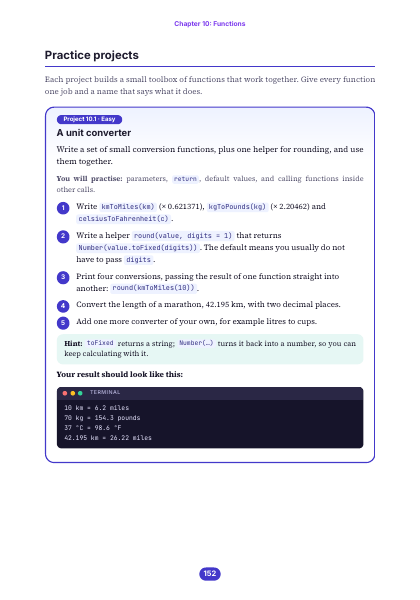 Chapter 10: Functions
Practice projects
Each project builds a small toolbox of functions that work together. Give every function
one job and a name that says what it does.
Project 10.1 · Easy
A unit converter
Write a set of small conversion functions, plus one helper for rounding, and use
them together.
You will practise: parameters, return, default values, and calling functions inside
other calls.
1 Write kmToMiles(km) (× 0.621371), kgToPounds(kg) (× 2.20462) and
celsiusToFahrenheit(c).
2 Write a helper round(value, digits = 1) that returns
Number(value.toFixed(digits)). The default means you usually do not
have to pass digits.
3 Print four conversions, passing the result of one function straight into
another: round(kmToMiles(10)).
4 Convert the length of a marathon, 42.195 km, with two decimal places.
5 Add one more converter of your own, for example litres to cups.
Hint: toFixed returns a string; Number(…) turns it back into a number, so you can
keep calculating with it.
Your result should look like this:
TERMINAL
10 km = 6.2 miles
70 kg = 154.3 pounds
37 °C = 98.6 °F
42.195 km = 26.22 miles
152